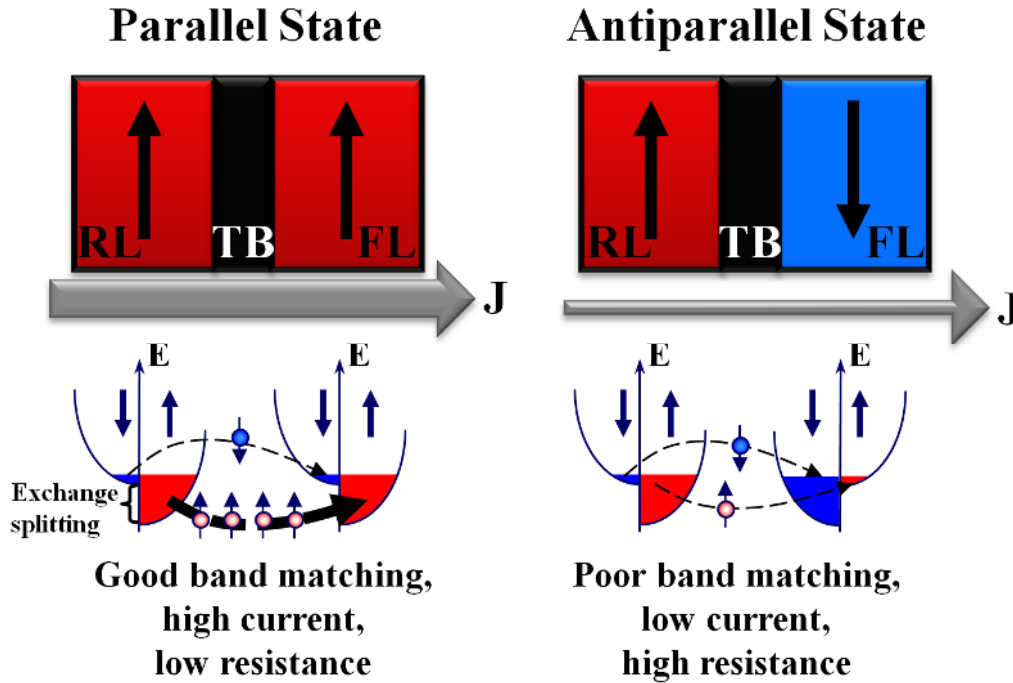 Parallel State
Antiparallel State
RL TB FL
RL TB FL
J
J
E E
E E
Exchange
splitting
Good band matching,
high current,
low resistance
Poor band matching,
low current,
high resistance